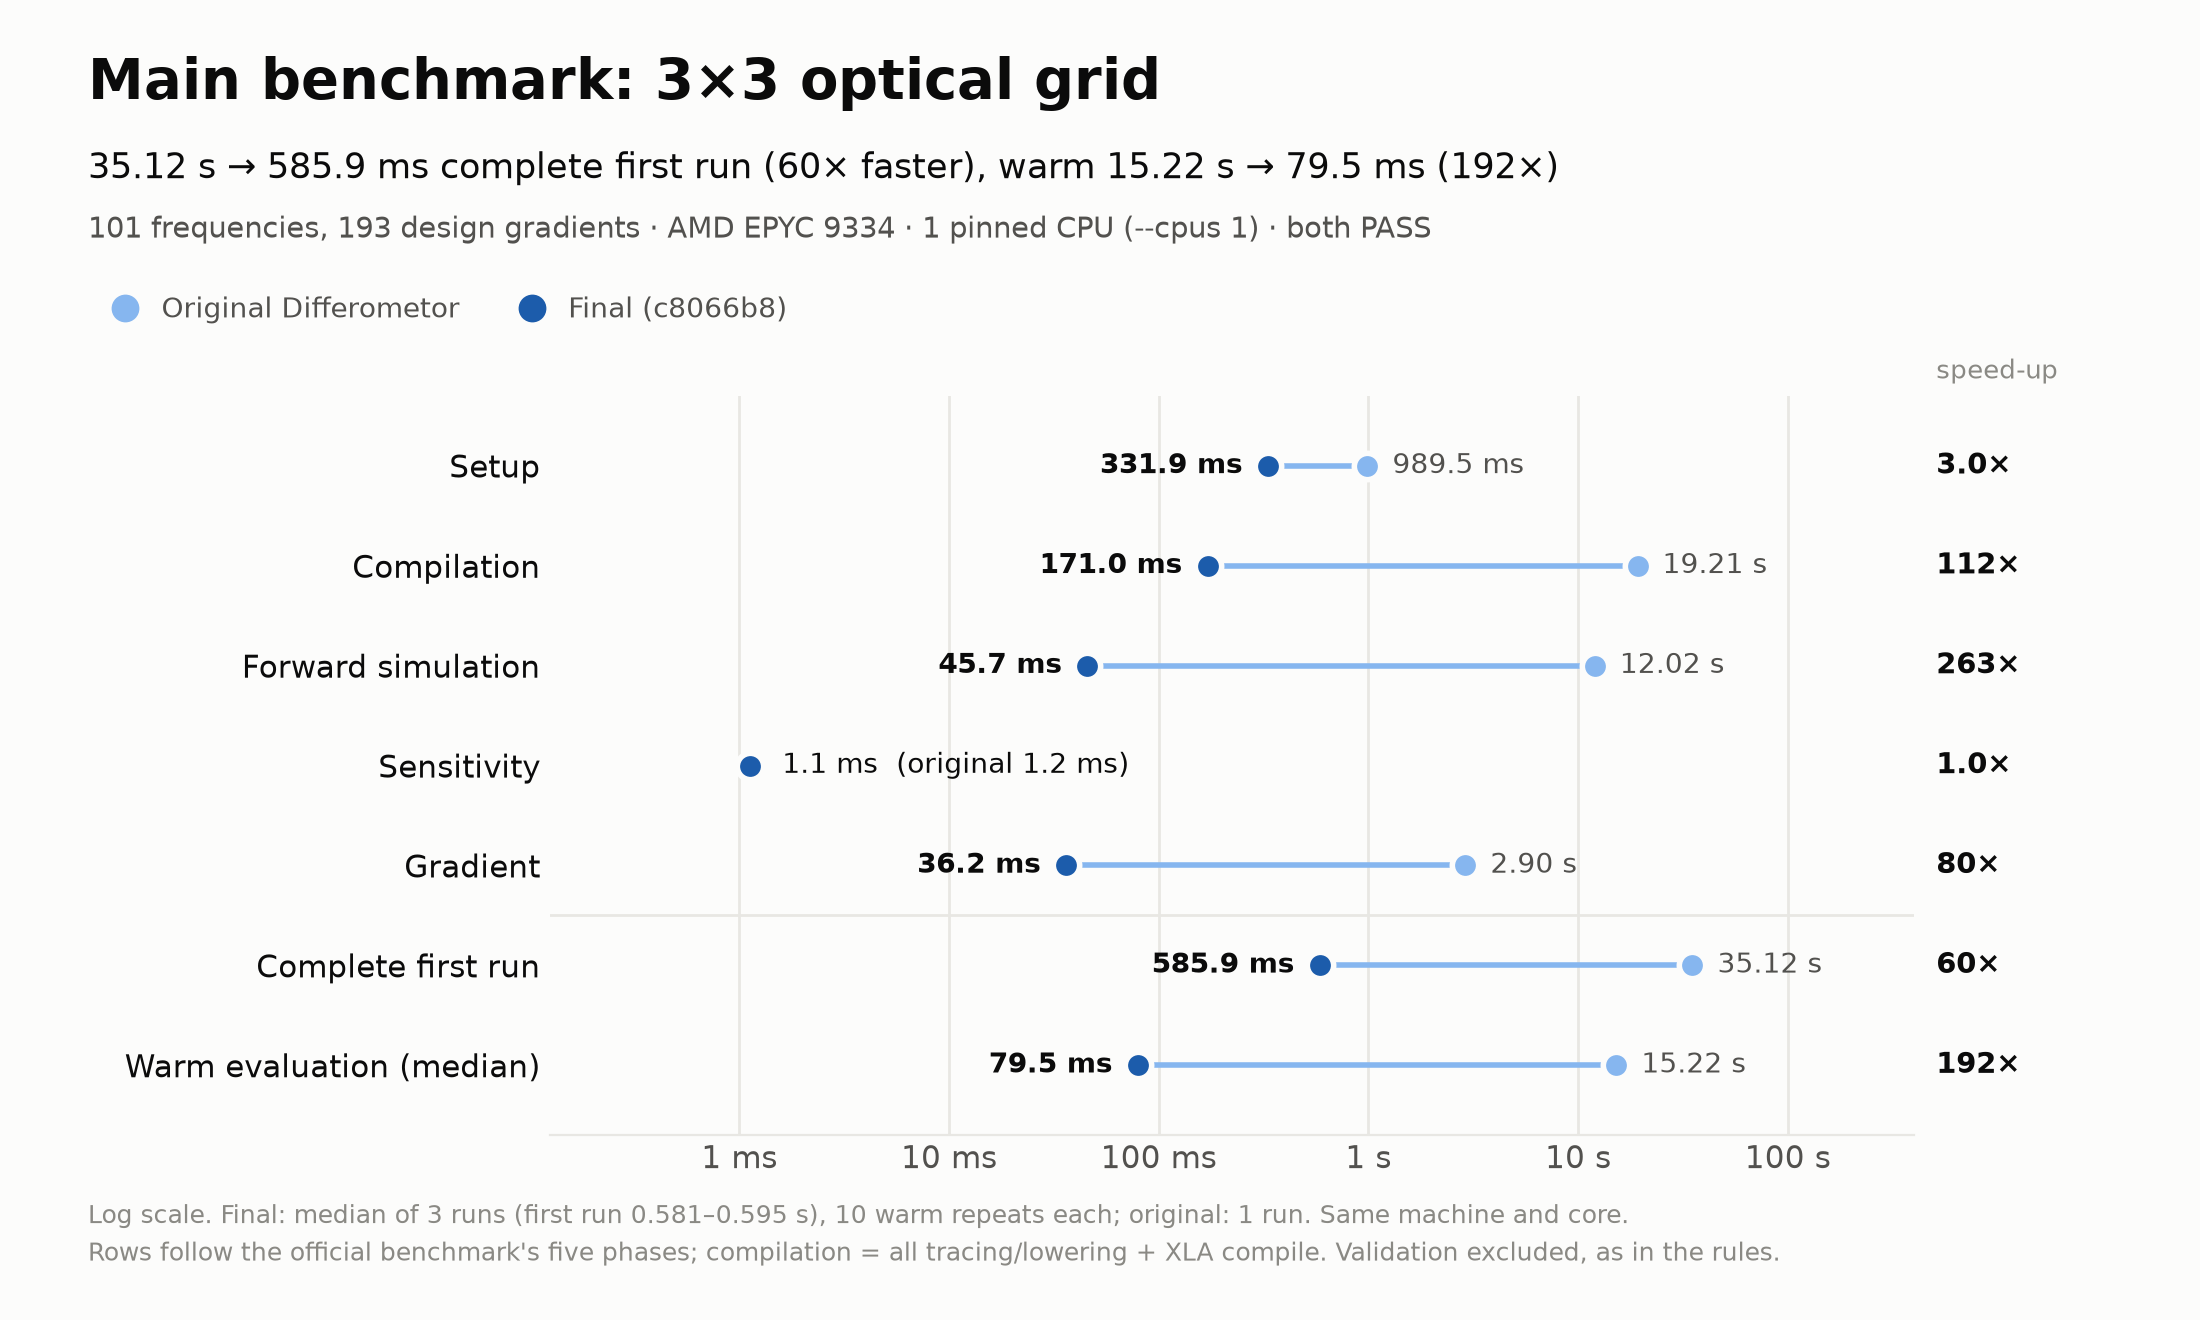 Main benchmark: 3×3 optical grid
35.12 s → 585.9 ms complete first run (60× faster), warm 15.22 s → 79.5 ms (192×)
101 frequencies, 193 design gradients · AMD EPYC 9334 · 1 pinned CPU (--cpus 1) · both PASS
Original Differometor Final (c8066b8)
speed-up
Setup 331.9 ms 989.5 ms 3.0×
Compilation 171.0 ms 19.21 s 112×
Forward simulation 45.7 ms 12.02 s 263×
Sensitivity 1.1 ms (original 1.2 ms) 1.0×
Gradient 36.2 ms 2.90 s 80×
Complete first run 585.9 ms 35.12 s 60×
Warm evaluation (median) 79.5 ms 15.22 s 192×
1 ms 10 ms 100 ms 1 s 10 s 100 s
Log scale. Final: median of 3 runs (first run 0.581–0.595 s), 10 warm repeats each; original: 1 run. Same machine and core.
Rows follow the official benchmark's five phases; compilation = all tracing/lowering + XLA compile. Validation excluded, as in the rules.